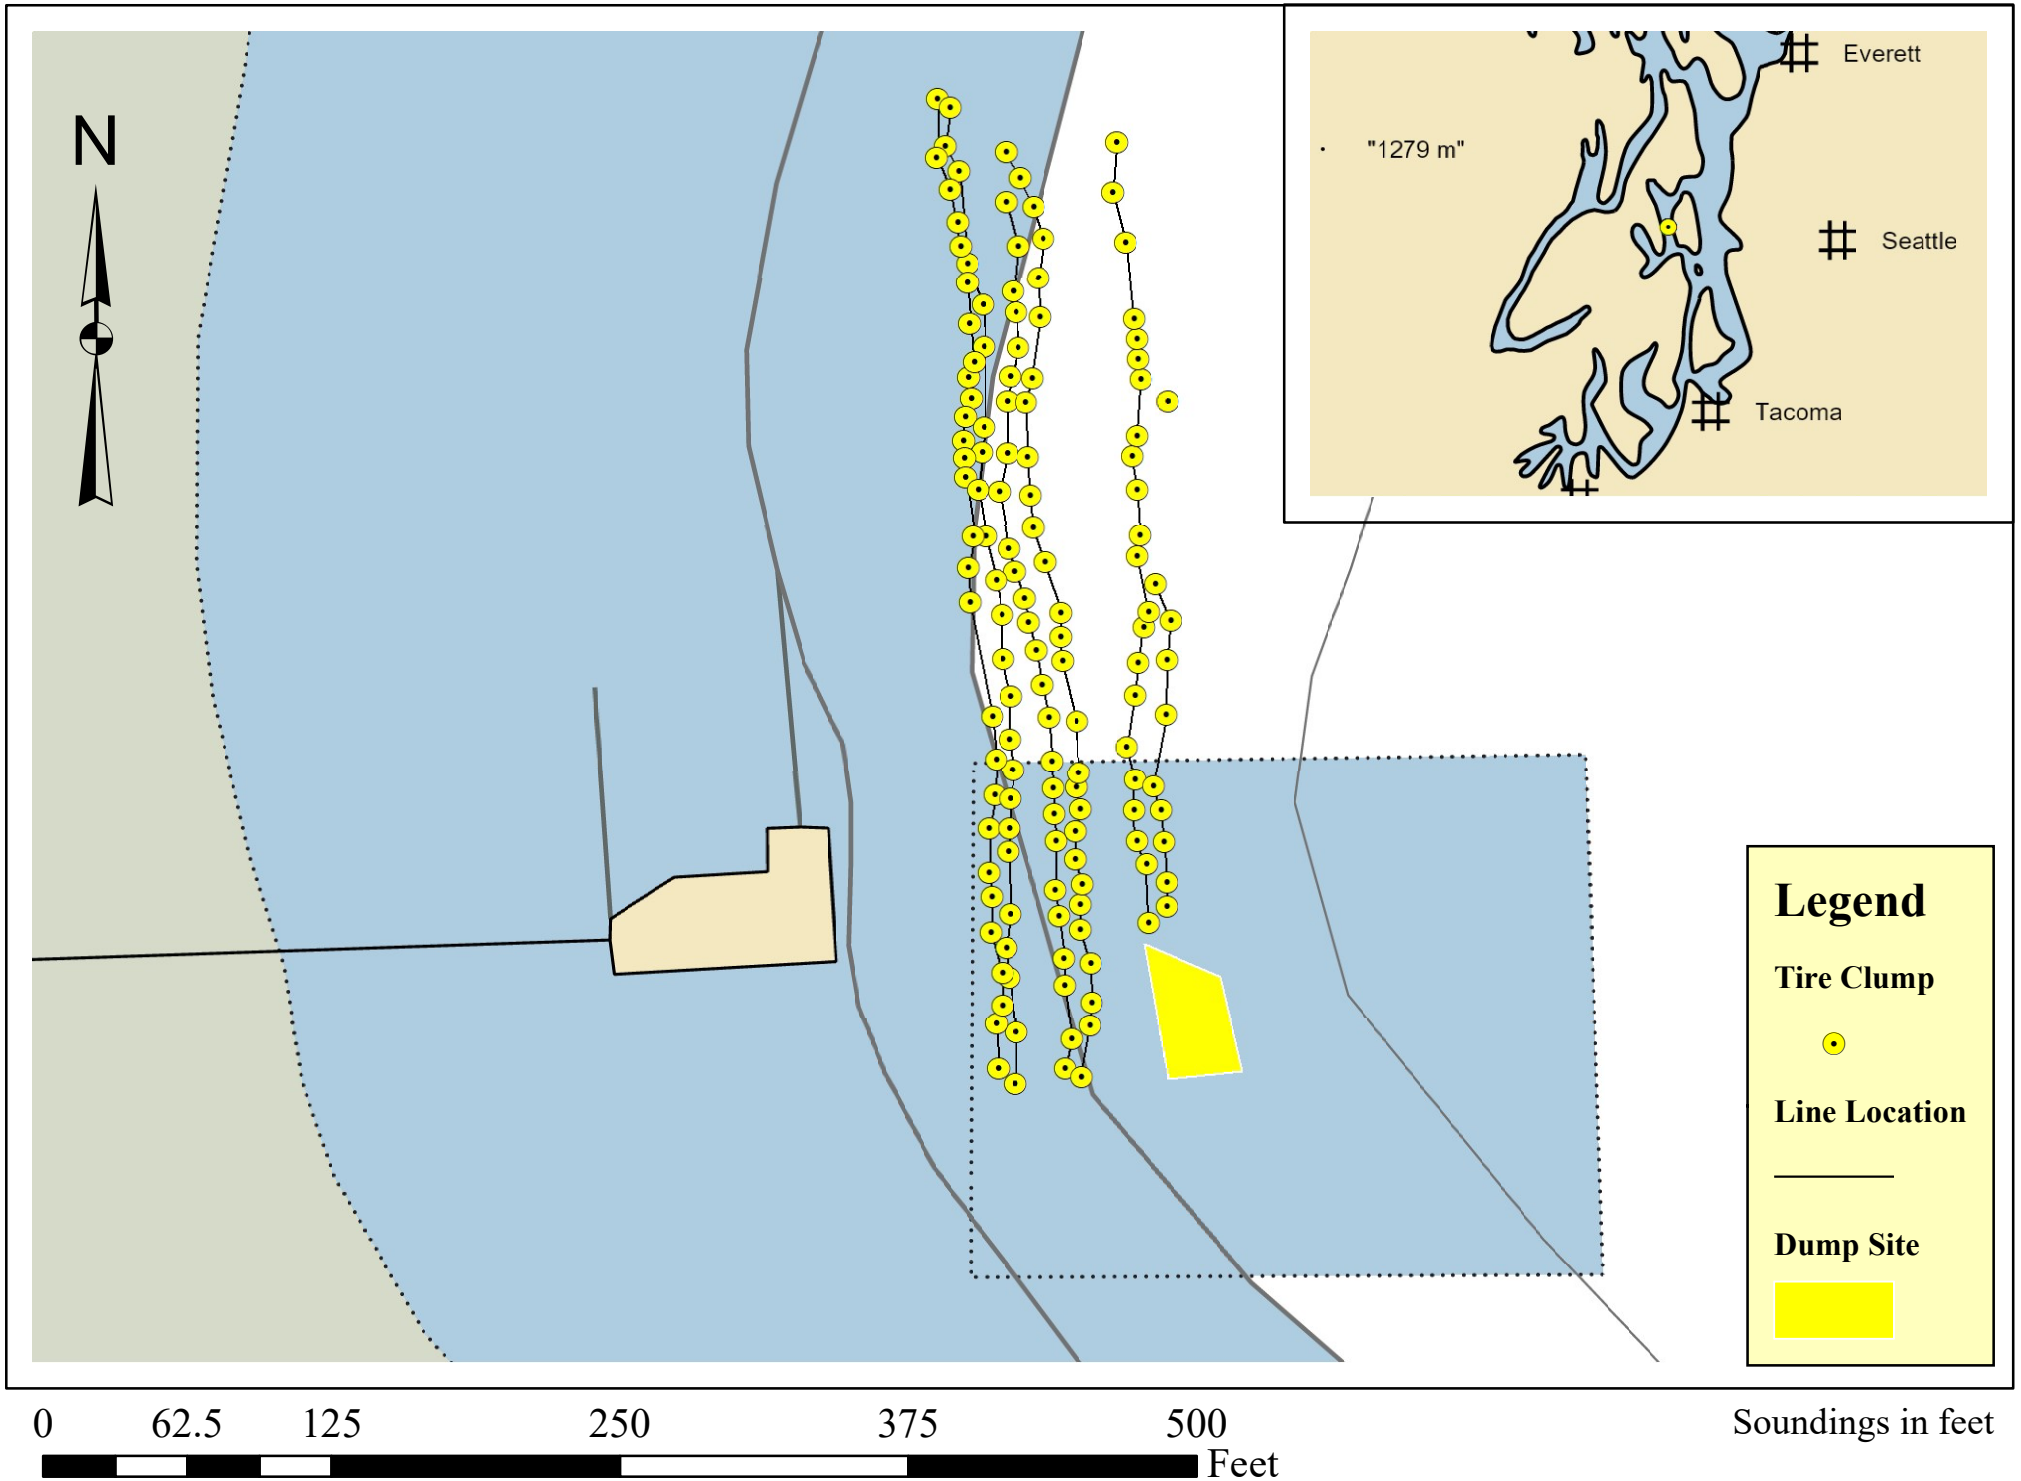 N
Everett
"1279 m"
Seattle
Tacoma
Legend
Tire Clump
Line Location
Dump Site
0 62.5 125 250 375 500
Feet
Soundings in feet